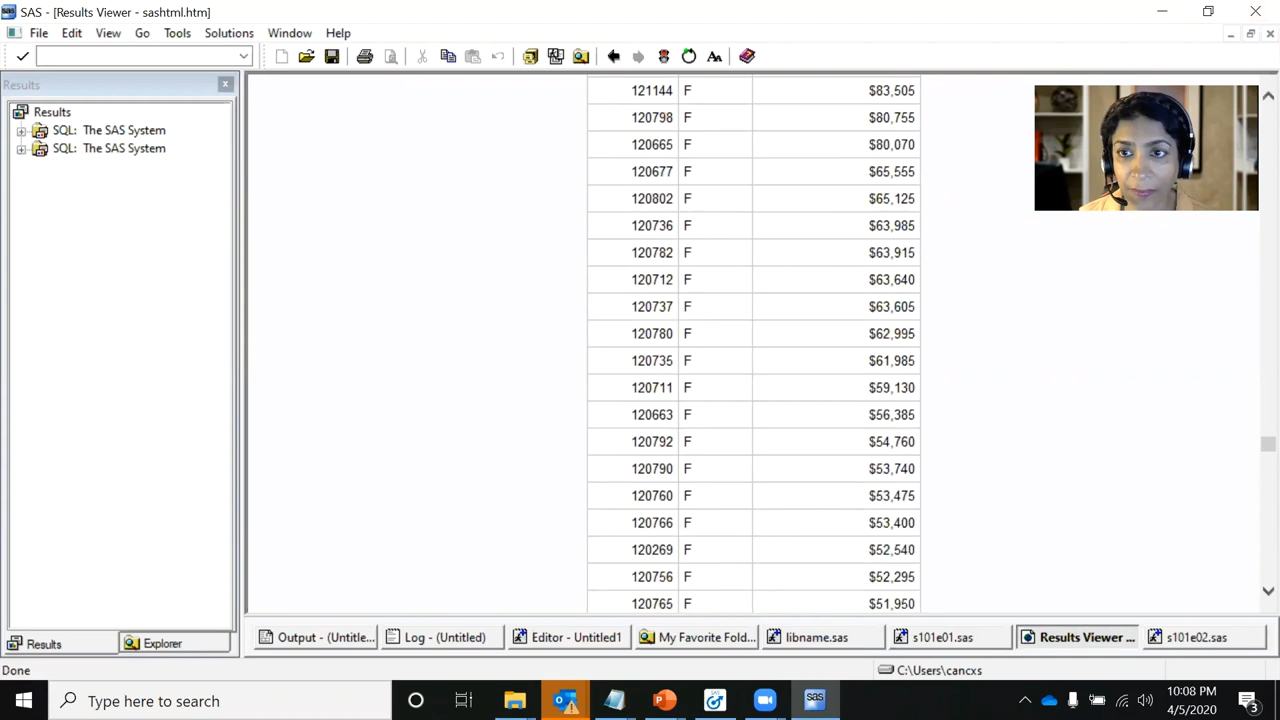 SAS - [Results Viewer - sashtml.htm]
File Edit View Go Tools Solutions Window Help
Results
Results
SQL: The SAS System
SQL: The SAS System
121144 F $83,505
120798 F $80,755
120665 F $80,070
120677 F $65,555
120802 F $65,125
120736 F $63,985
120782 F $63,915
120712 F $63,640
120737 F $63,605
120780 F $62,995
120735 F $61,985
120711 F $59,130
120663 F $56,385
120792 F $54,760
120790 F $53,740
120760 F $53,475
120766 F $53,400
120269 F $52,540
120756 F $52,295
120765 F $51,950
Results Explorer
Output - (Untitle... Log - (Untitled) Editor - Untitled1 My Favorite Fold... libname.sas s101e01.sas Results Viewer ... s101e02.sas
Done C:\Users\cancxs
Type here to search
10:08 PM
4/5/2020
3